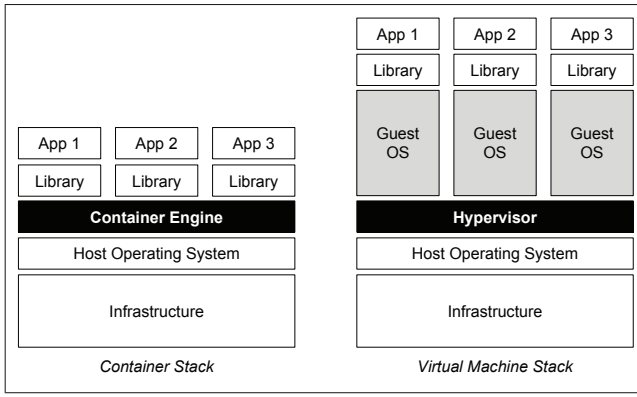 App 1
App 2
App 3
Library
Library
Library
Container Engine
Host Operating System
Infrastructure
Container Stack
App 1
App 2
App 3
Library
Library
Library
Guest
OS
Guest
OS
Guest
OS
Hypervisor
Host Operating System
Infrastructure
Virtual Machine Stack